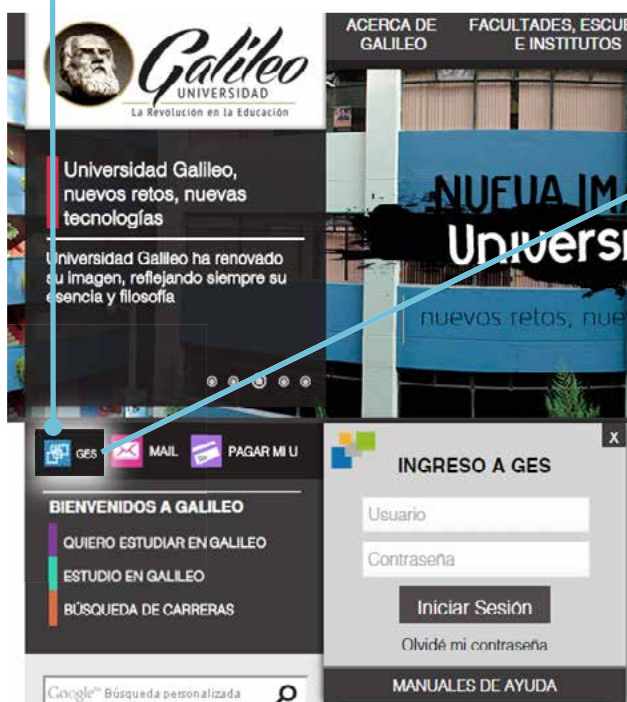 Galileo
UNIVERSIDAD
La Revolución en la Educación
ACERCA DE
GALILEO
FACULTADES, ESCUE
E INSTITUTOS
Universidad Galileo,
nuevos retos, nuevas
tecnologías
Universidad Galileo ha renovado
su imagen, reflejando siempre su
esencia y filosofía
NUEVA IMA
Universi
nuevos retos, nue
GES
MAIL
PAGAR MI U
BIENVENIDOS A GALILEO
QUIERO ESTUDIAR EN GALILEO
ESTUDIO EN GALILEO
BÚSQUEDA DE CARRERAS
Google™ Búsqueda personalizada
X
INGRESO A GES
Usuario
Contraseña
Iniciar Sesión
Olvidé mi contraseña
MANUALES DE AYUDA